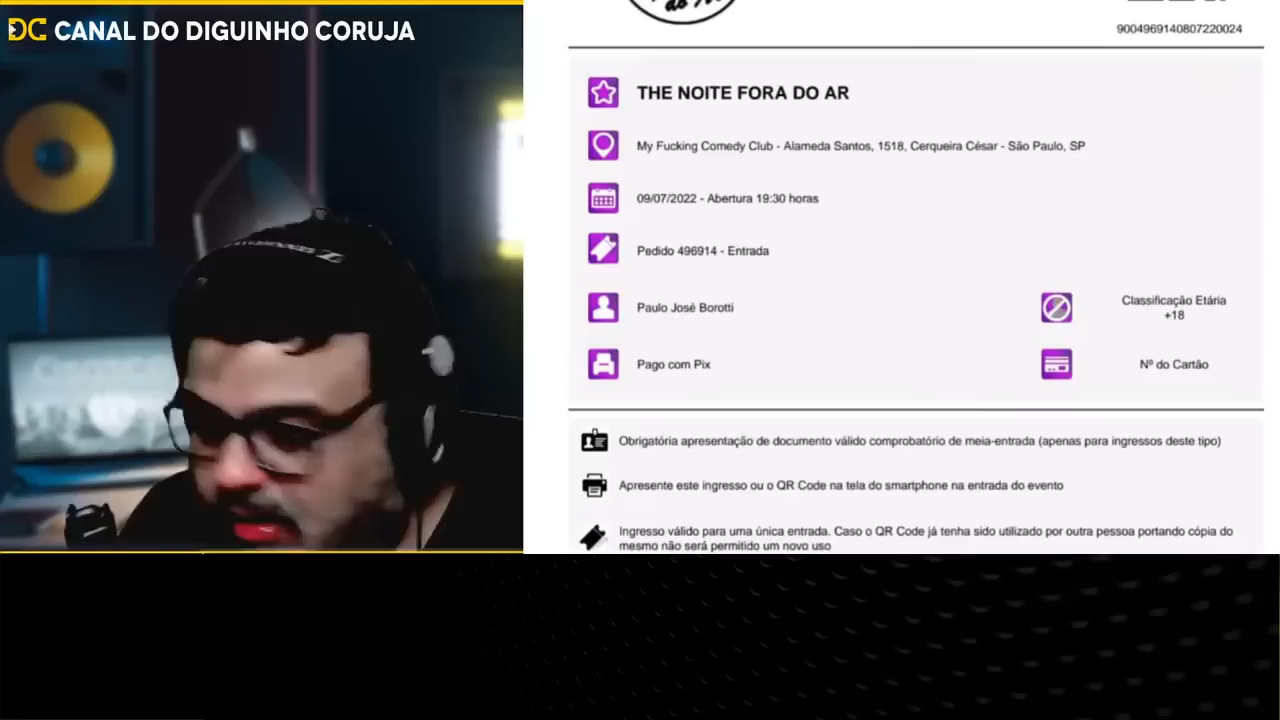 DC CANAL DO DIGUINHO CORUJA
9004969140807220024
THE NOITE FORA DO AR
My Fucking Comedy Club - Alameda Santos, 1518, Cerqueira César - São Paulo, SP
09/07/2022 - Abertura 19:30 horas
Pedido 496914 - Entrada
Paulo José Borotti
Classificação Etária
+18
Pago com Pix
Nº do Cartão
Obrigatória apresentação de documento válido comprobatório de meia-entrada (apenas para ingressos deste tipo)
Apresente este ingresso ou o QR Code na tela do smartphone na entrada do evento
Ingresso válido para uma única entrada. Caso o QR Code já tenha sido utilizado por outra pessoa portando cópia do
mesmo não será permitido um novo uso